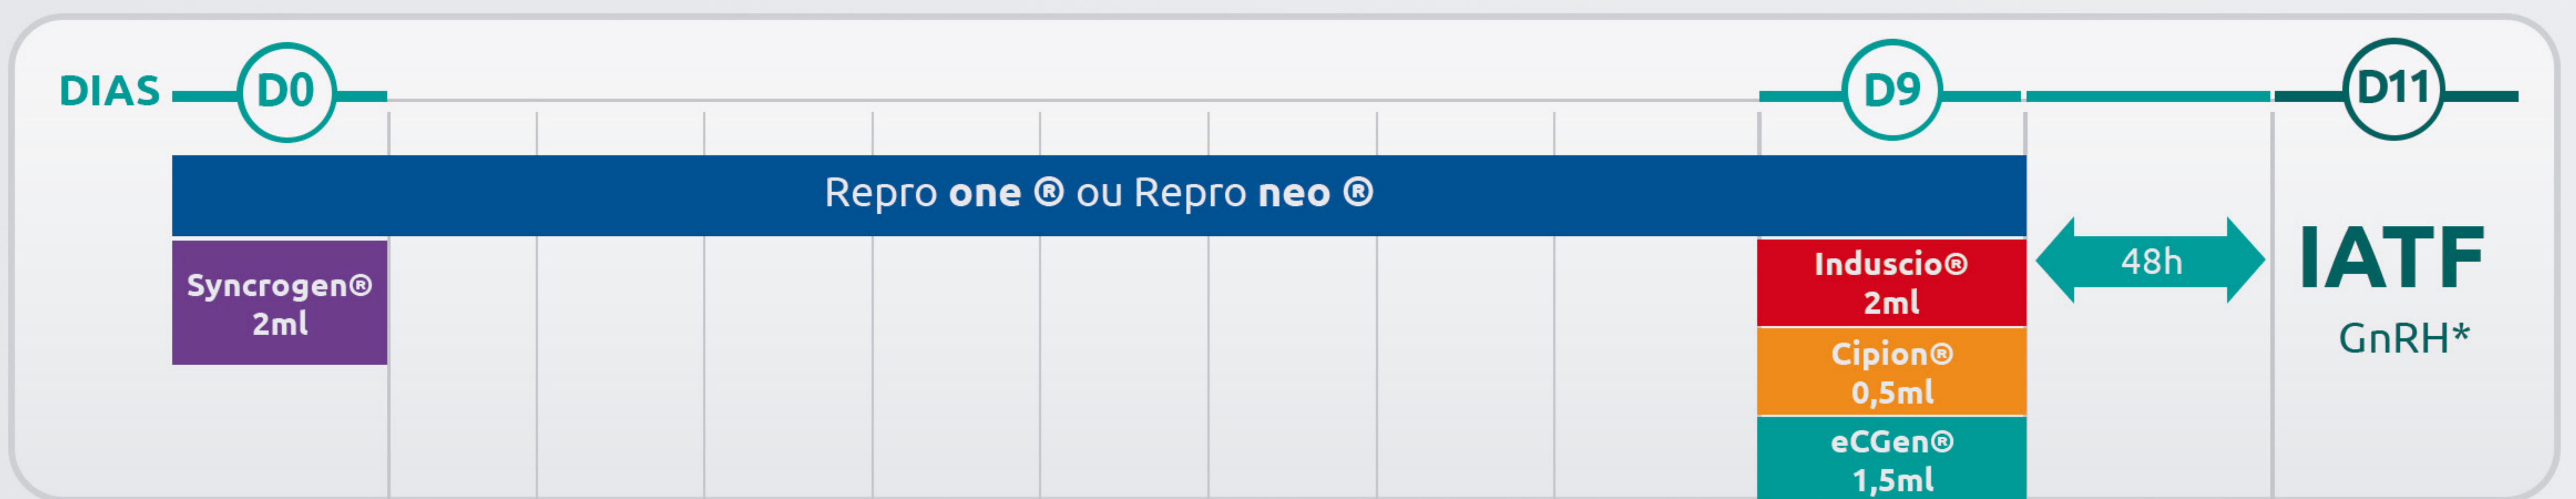 DIAS D0 D9 D11
Repro one ® ou Repro neo ®
Syncrogen®
2ml
Induscio®
2ml
Cipion®
0,5ml
eCGen®
1,5ml
48h
IATF
GnRH*